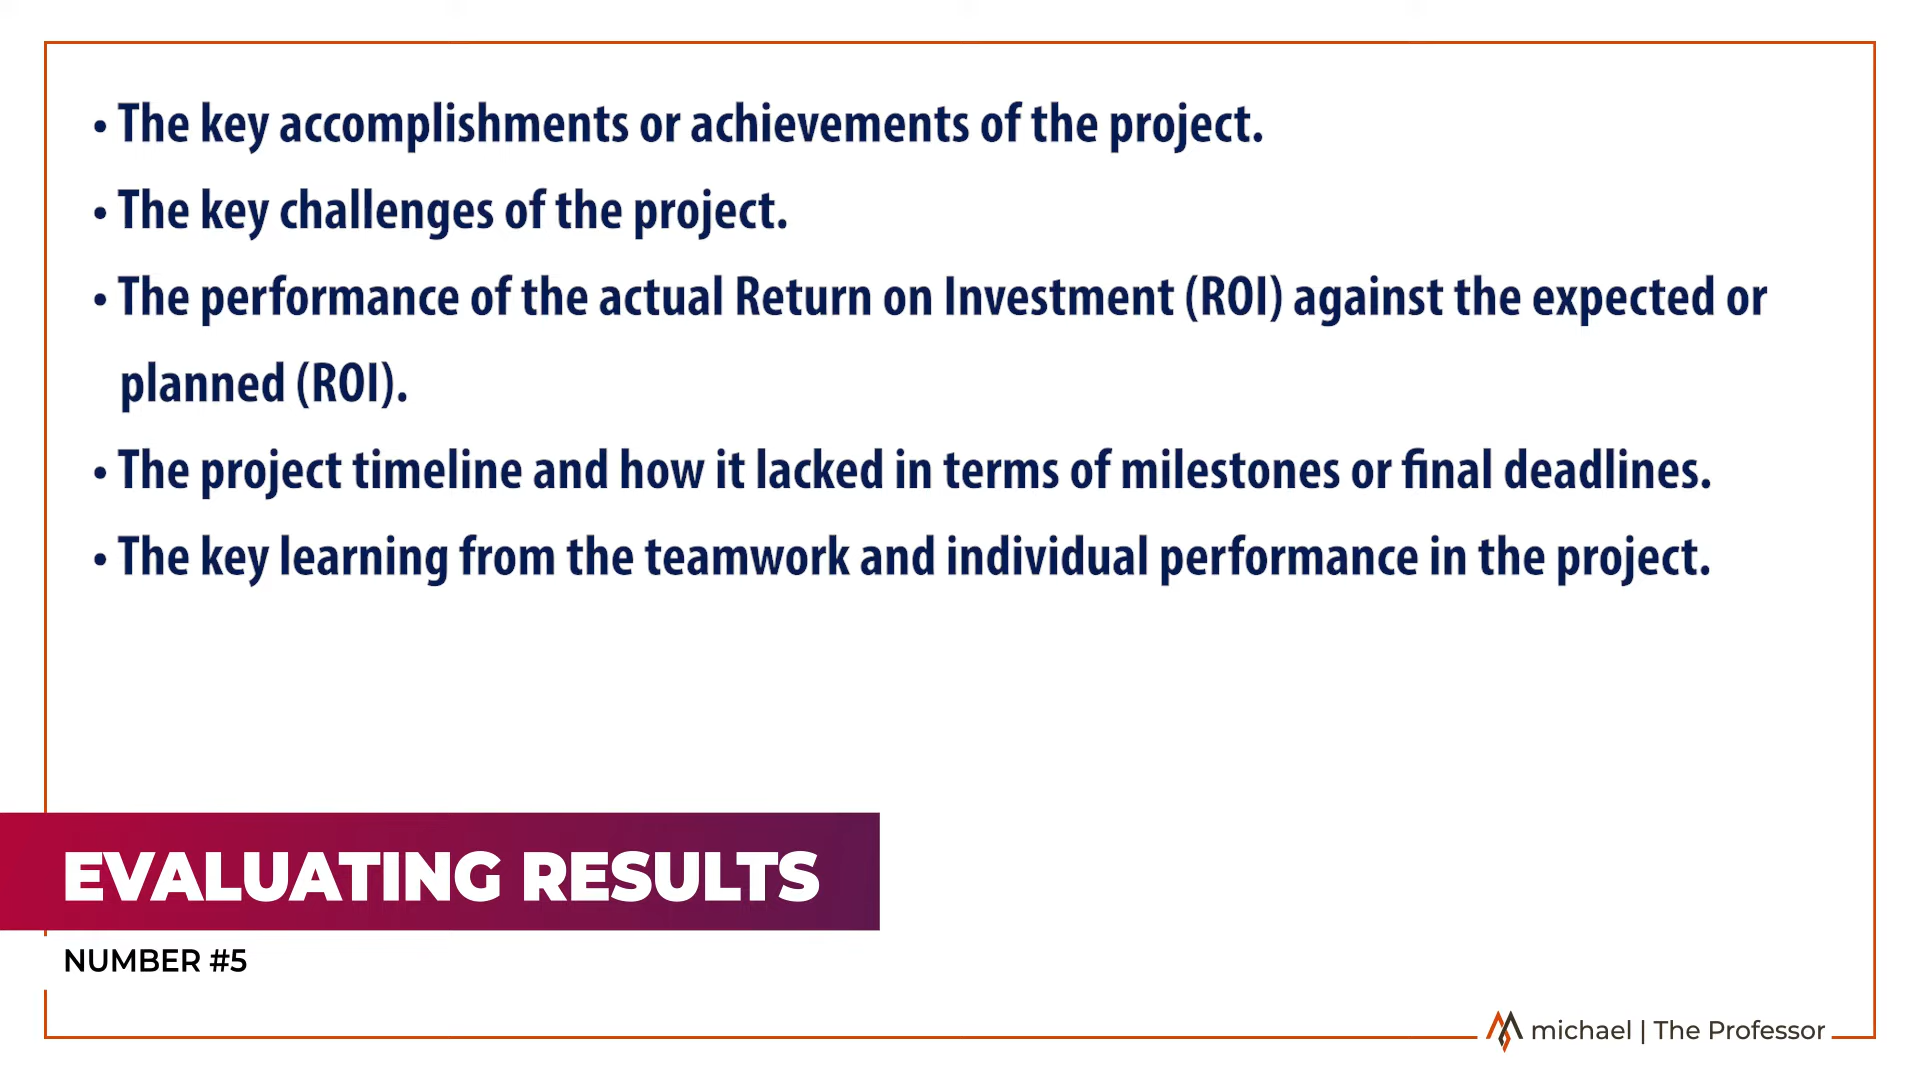 • The key accomplishments or achievements of the project.
• The key challenges of the project.
• The performance of the actual Return on Investment (ROI) against the expected or
planned (ROI).
• The project timeline and how it lacked in terms of milestones or final deadlines.
• The key learning from the teamwork and individual performance in the project.
EVALUATING RESULTS
NUMBER #5
michael | The Professor